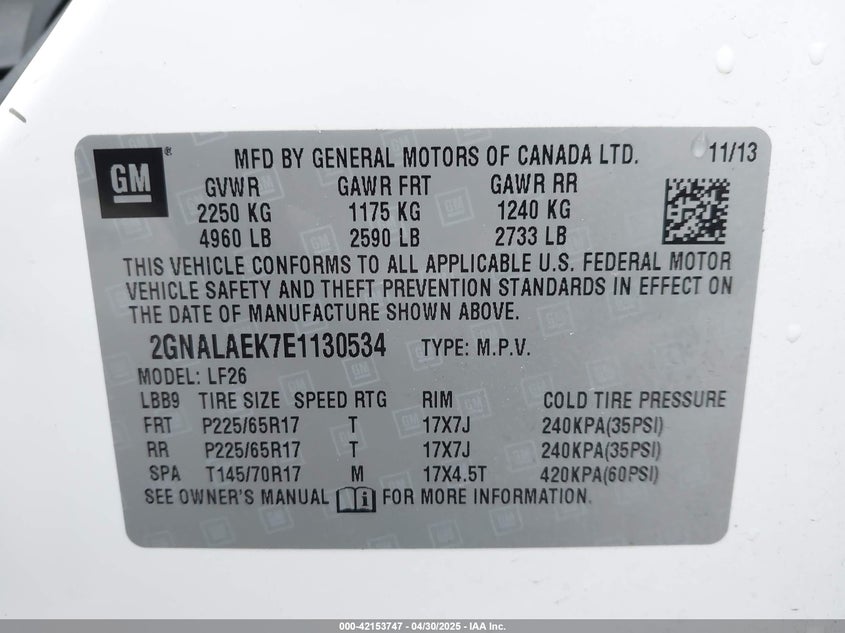 GM
®
MFD BY GENERAL MOTORS OF CANADA LTD. 11/13
GVWR GAWR FRT GAWR RR
2250 KG 1175 KG 1240 KG
4960 LB 2590 LB 2733 LB
THIS VEHICLE CONFORMS TO ALL APPLICABLE U.S. FEDERAL MOTOR
VEHICLE SAFETY AND THEFT PREVENTION STANDARDS IN EFFECT ON
THE DATE OF MANUFACTURE SHOWN ABOVE.
2GNALAEK7E1130534 TYPE: M.P.V.
MODEL: LF26
LBB9 TIRE SIZE SPEED RTG RIM COLD TIRE PRESSURE
FRT P225/65R17 T 17X7J 240KPA(35PSI)
RR P225/65R17 T 17X7J 240KPA(35PSI)
SPA T145/70R17 M 17X4.5T 420KPA(60PSI)
SEE OWNER'S MANUAL FOR MORE INFORMATION.
000-42153747 - 04/30/2025 - IAA Inc.